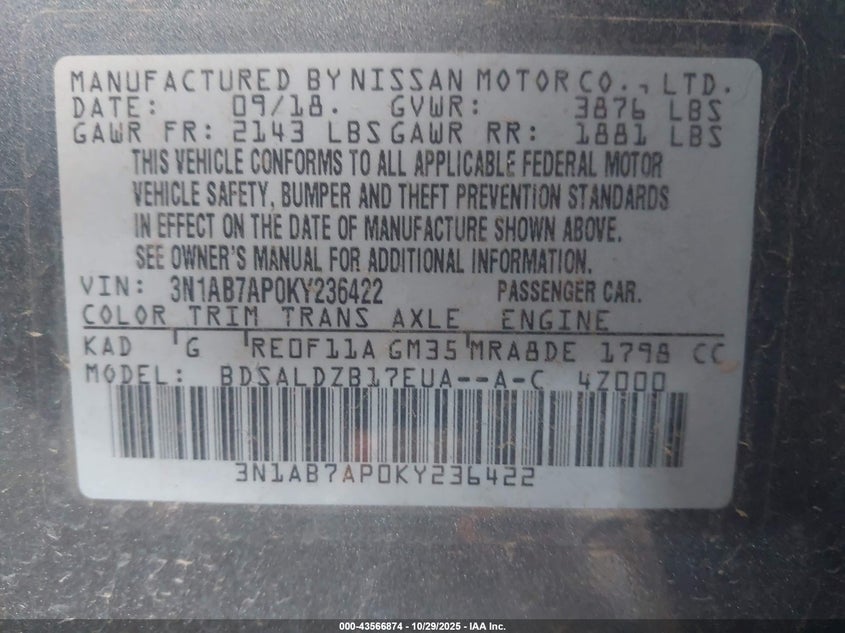 MANUFACTURED BY NISSAN MOTOR CO., LTD.
DATE: 09/18. GVWR: 3876 LBS
GAWR FR: 2143 LBS GAWR RR: 1881 LBS
THIS VEHICLE CONFORMS TO ALL APPLICABLE FEDERAL MOTOR
VEHICLE SAFETY, BUMPER AND THEFT PREVENTION STANDARDS
IN EFFECT ON THE DATE OF MANUFACTURE SHOWN ABOVE.
SEE OWNER'S MANUAL FOR ADDITIONAL INFORMATION.
VIN: 3N1AB7AP0KY236422 PASSENGER CAR.
COLOR TRIM TRANS AXLE ENGINE
KAD G RE0F11A GM35 MRA8DE 1798 CC
MODEL: BDSALDZB17EUA--A-C 4Z000
3N1AB7AP0KY236422
000-43566874 - 10/29/2025 - IAA Inc.